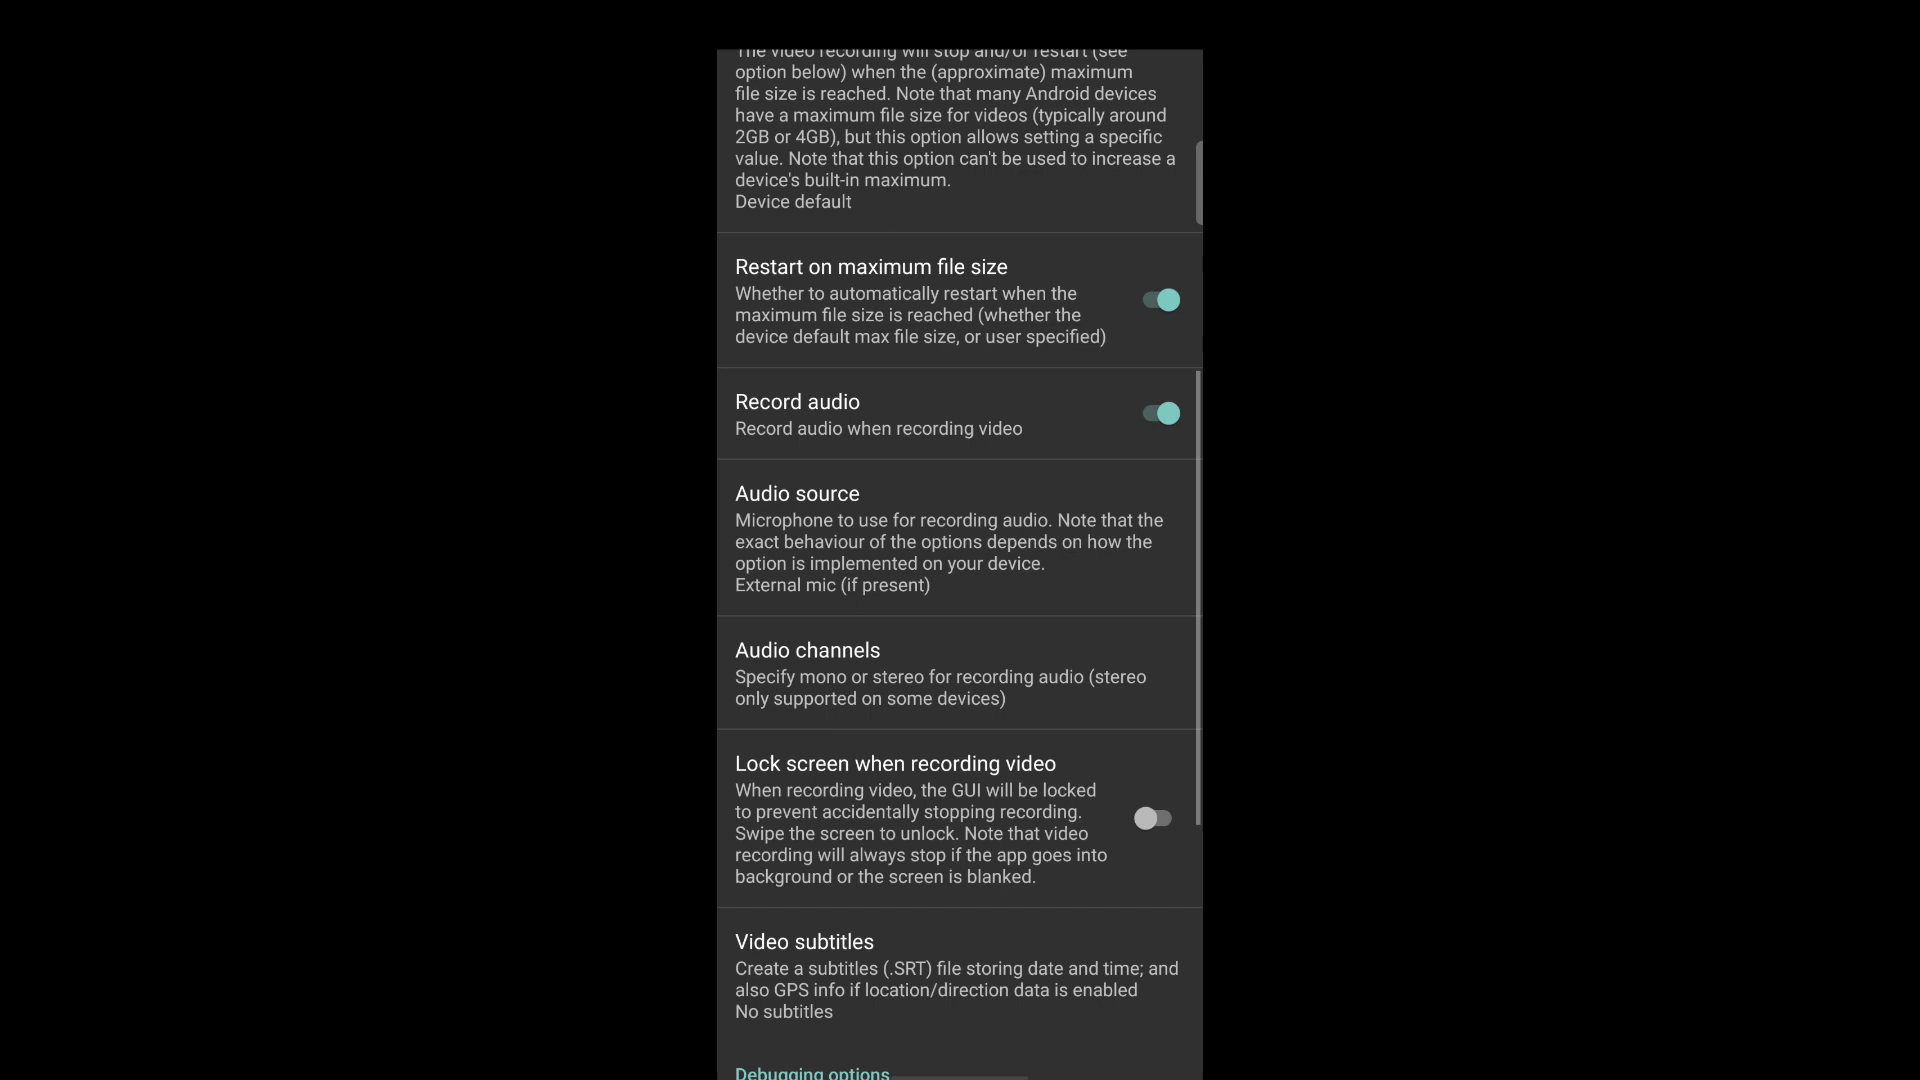 The video recording will stop and/or restart (see
option below) when the (approximate) maximum
file size is reached. Note that many Android devices
have a maximum file size for videos (typically around
2GB or 4GB), but this option allows setting a specific
value. Note that this option can't be used to increase a
device's built-in maximum.
Device default
Restart on maximum file size
Whether to automatically restart when the
maximum file size is reached (whether the
device default max file size, or user specified)
Record audio
Record audio when recording video
Audio source
Microphone to use for recording audio. Note that the
exact behaviour of the options depends on how the
option is implemented on your device.
External mic (if present)
Audio channels
Specify mono or stereo for recording audio (stereo
only supported on some devices)
Lock screen when recording video
When recording video, the GUI will be locked
to prevent accidentally stopping recording.
Swipe the screen to unlock. Note that video
recording will always stop if the app goes into
background or the screen is blanked.
Video subtitles
Create a subtitles (.SRT) file storing date and time; and
also GPS info if location/direction data is enabled
No subtitles
Debugging options